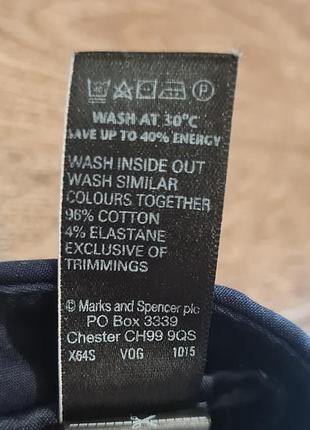 WASH AT 30°C
SAVE UP TO 40% ENERGY
WASH INSIDE OUT
WASH SIMILAR
COLOURS TOGETHER
96% COTTON
4% ELASTANE
EXCLUSIVE OF
TRIMMINGS
© Marks and Spencer plc
PO Box 3339
Chester CH99 9QS
X64S VOG 1015